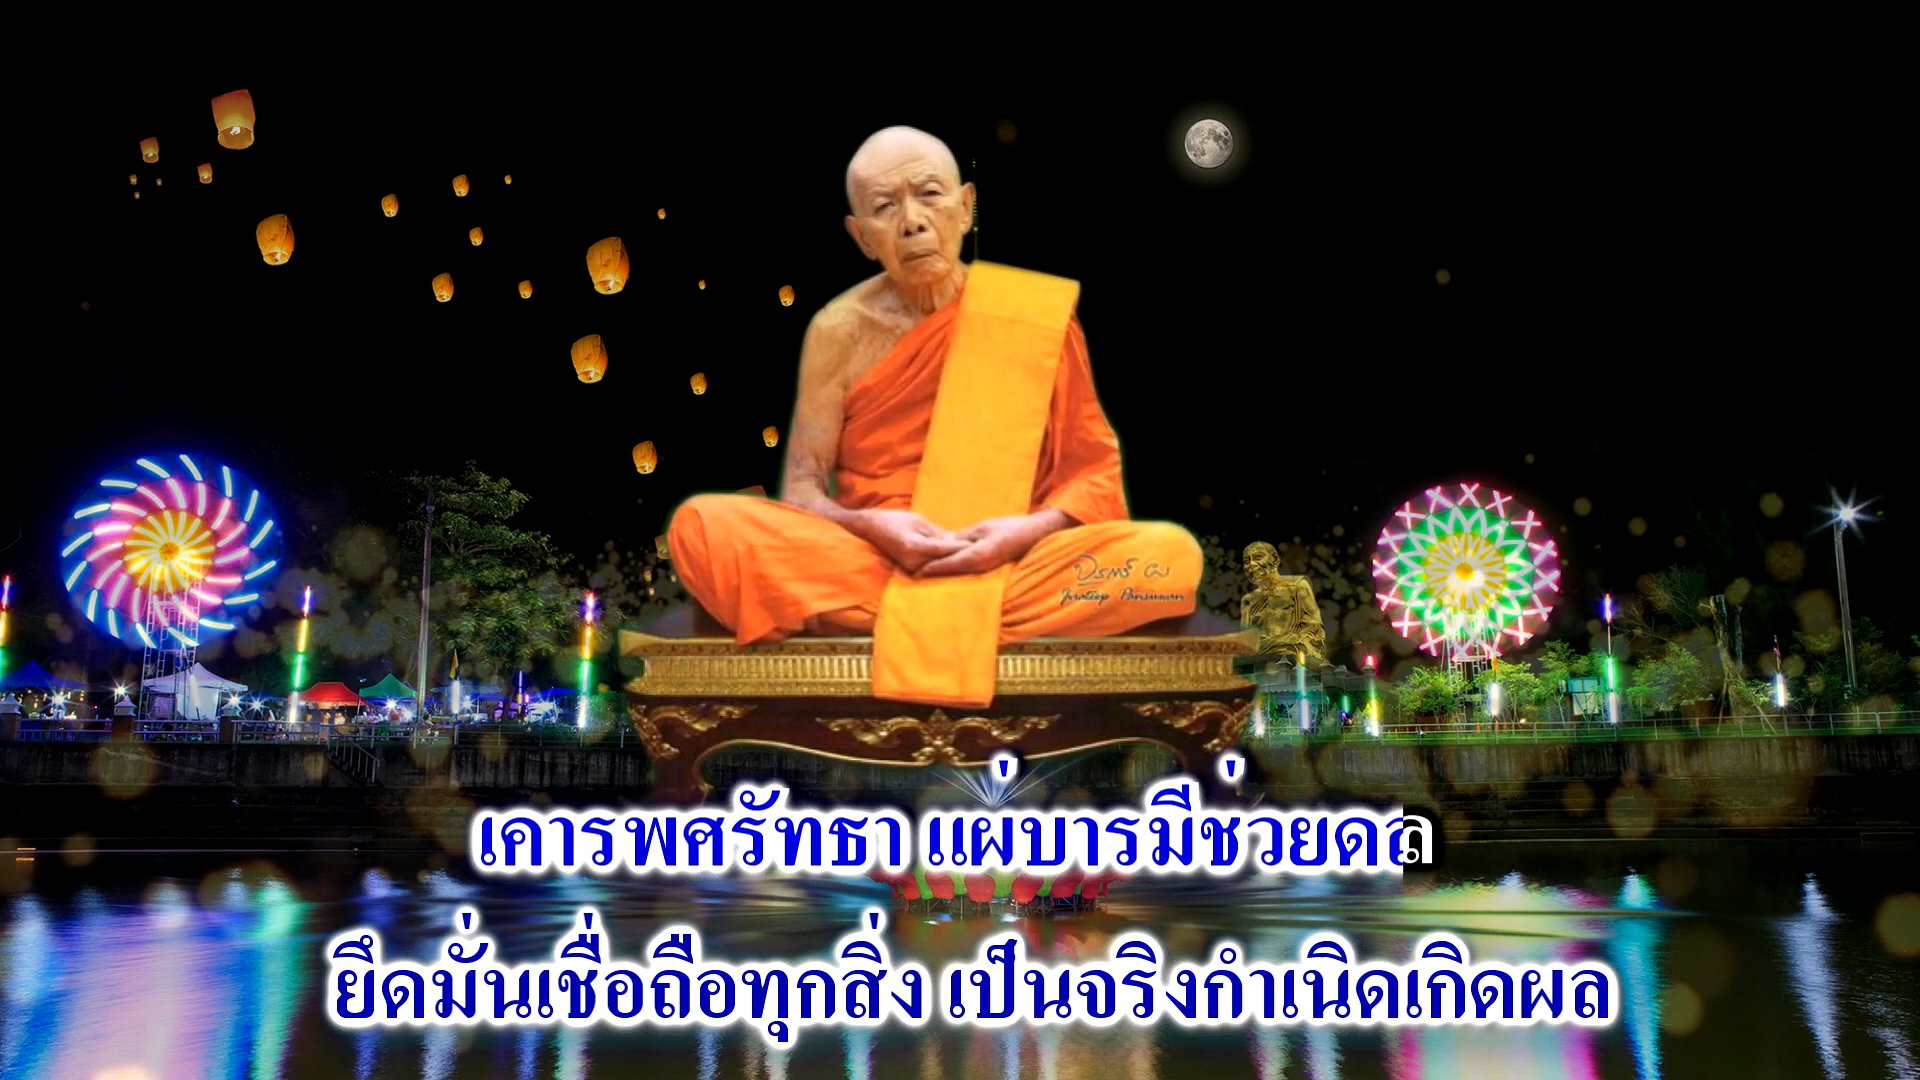 เคารพศรัทธา แผ่บารมีช่วยดล
ยึดมั่นเชื่อถือทุกสิ่ง เป็นจริงกำเนิดเกิดผล